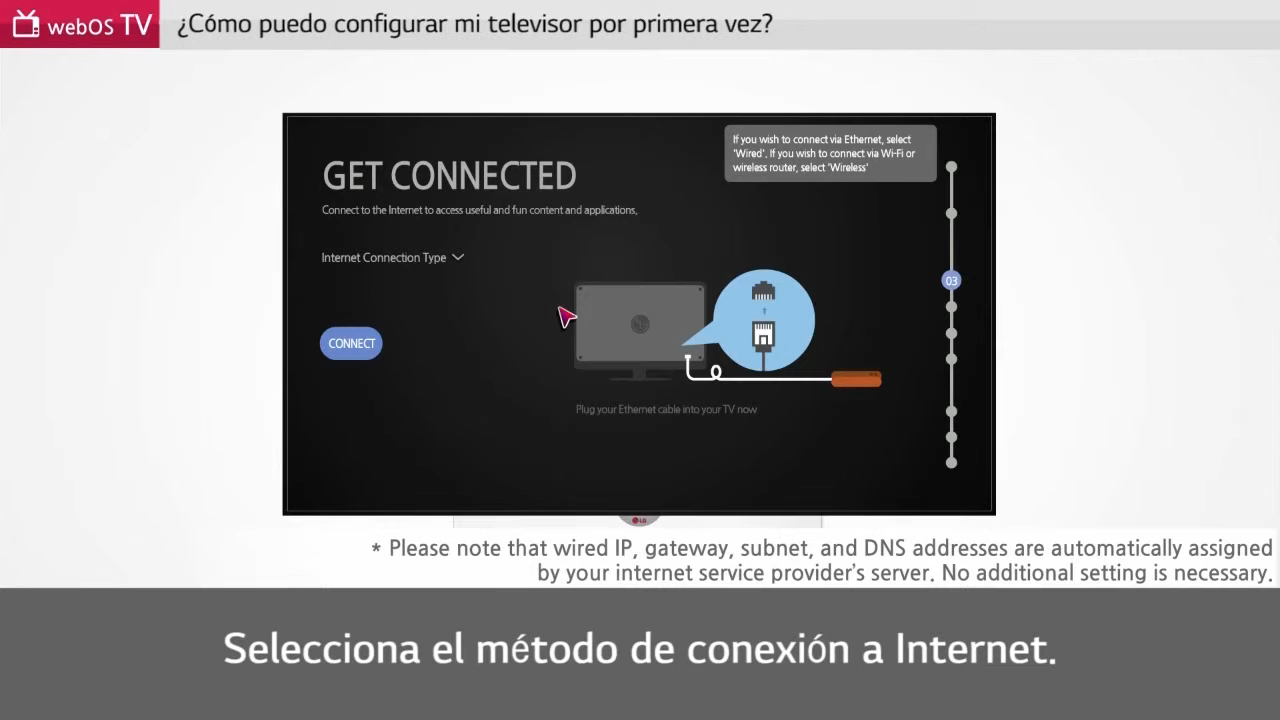 webOS TV
¿Cómo puedo configurar mi televisor por primera vez?
If you wish to connect via Ethernet, select
'Wired'. If you wish to connect via Wi-Fi or
wireless router, select 'Wireless'
GET CONNECTED
Connect to the Internet to access useful and fun content and applications.
Internet Connection Type
03
CONNECT
Plug your Ethernet cable into your TV now
LG
* Please note that wired IP, gateway, subnet, and DNS addresses are automatically assigned
by your internet service provider's server. No additional setting is necessary.
Selecciona el método de conexión a Internet.